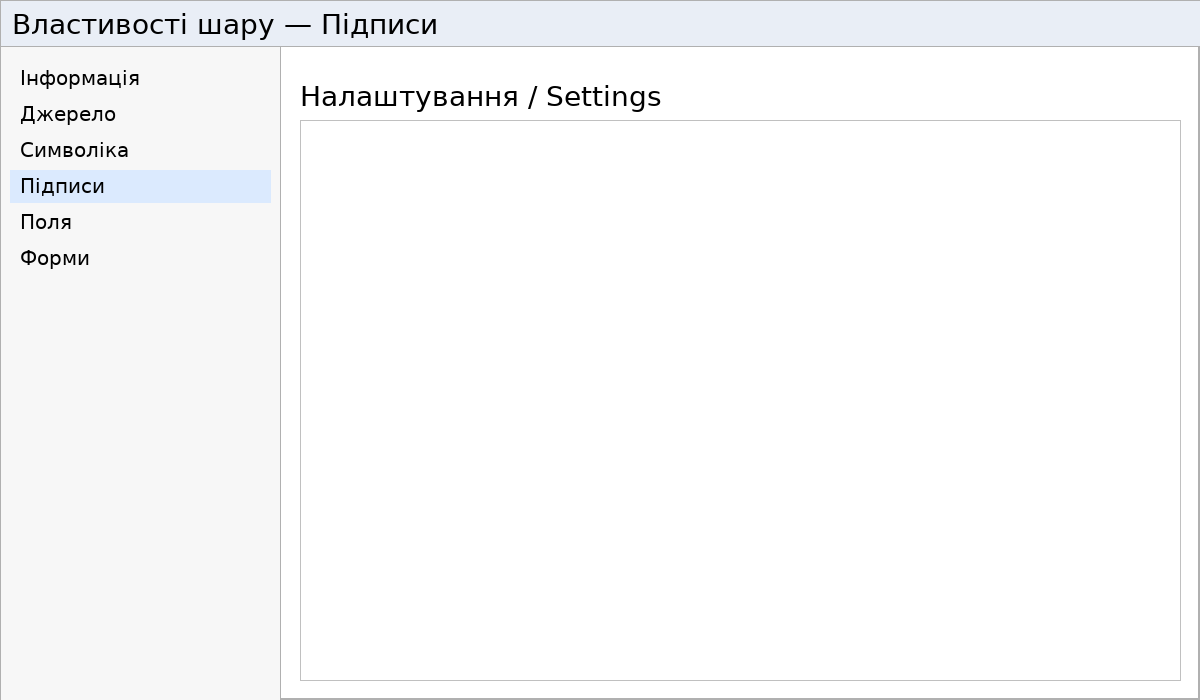 Властивості шару — Підписи
Інформація
Джерело
Символіка
Підписи
Поля
Форми
Налаштування / Settings